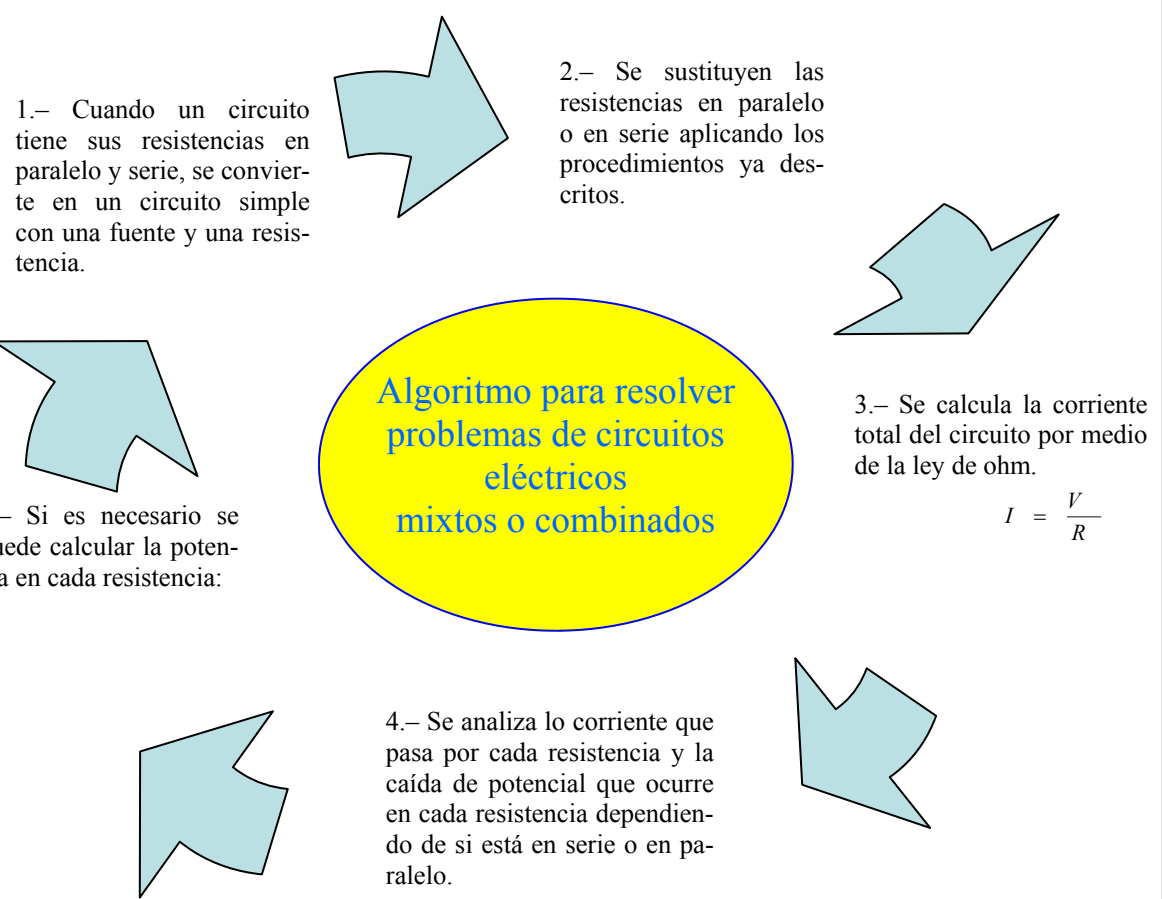 1.– Cuando un circuito
tiene sus resistencias en
paralelo y serie, se convier-
te en un circuito simple
con una fuente y una resis-
tencia.
2.– Se sustituyen las
resistencias en paralelo
o en serie aplicando los
procedimientos ya des-
critos.
3.– Se calcula la corriente
total del circuito por medio
de la ley de ohm.
I = V / R
4.– Se analiza lo corriente que
pasa por cada resistencia y la
caída de potencial que ocurre
en cada resistencia dependien-
do de si está en serie o en pa-
ralelo.
– Si es necesario se
uede calcular la poten-
a en cada resistencia:
Algoritmo para resolver
problemas de circuitos
eléctricos
mixtos o combinados